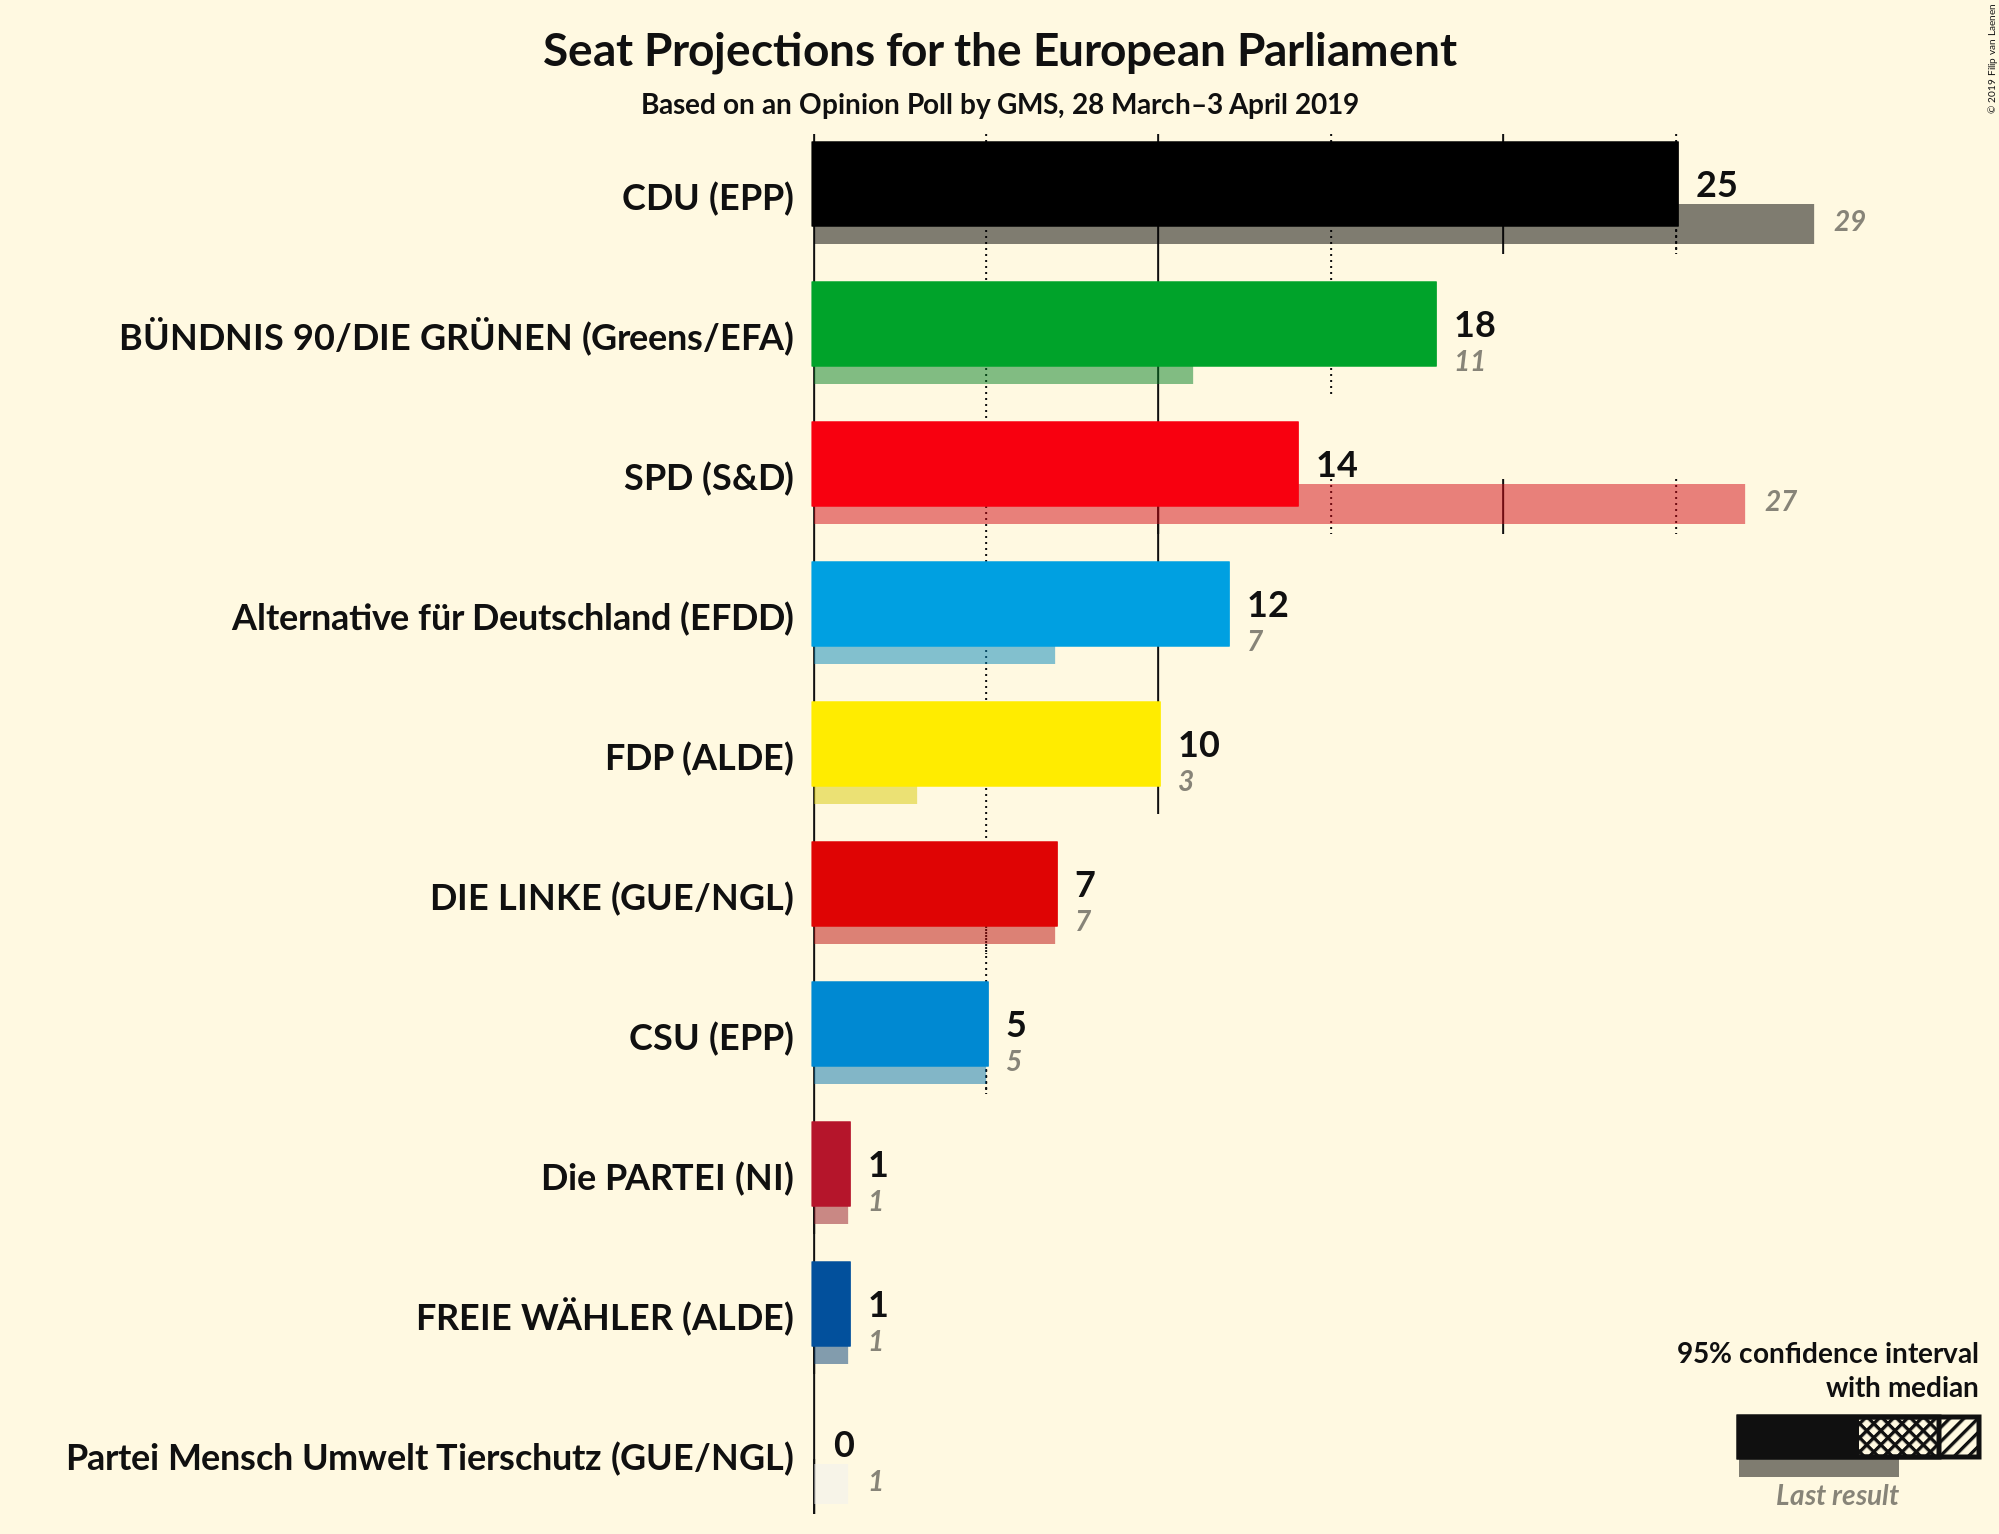 Seat Projections for the European Parliament
Based on an Opinion Poll by GMS, 28 March–3 April 2019
© 2019 Filip van Laenen
CDU (EPP)
25
29
BÜNDNIS 90/DIE GRÜNEN (Greens/EFA)
18
11
SPD (S&D)
14
27
Alternative für Deutschland (EFDD)
12
7
FDP (ALDE)
10
3
DIE LINKE (GUE/NGL)
7
7
CSU (EPP)
5
5
Die PARTEI (NI)
1
1
FREIE WÄHLER (ALDE)
1
1
Partei Mensch Umwelt Tierschutz (GUE/NGL)
0
1
95% confidence interval
with median
Last result